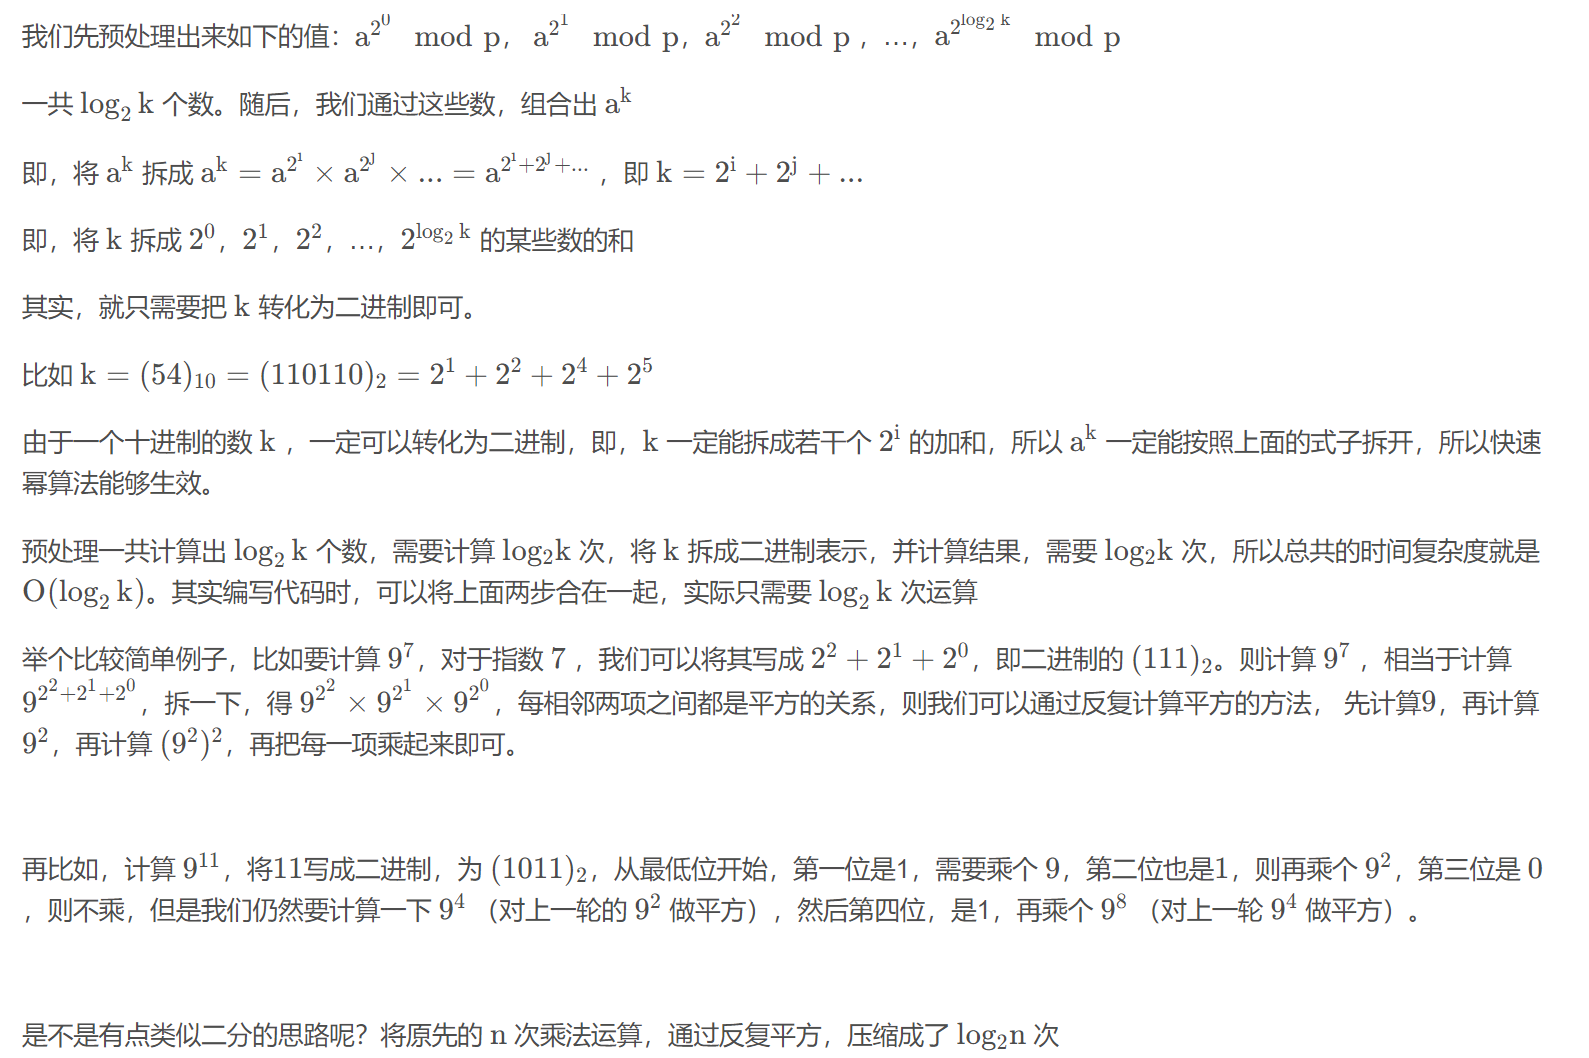 我们先预处理出来如下的值：a^{2^0} mod p，a^{2^1} mod p，a^{2^2} mod p ，…，a^{2^{log_2 k}} mod p
一共 log_2 k 个数。随后，我们通过这些数，组合出 a^k
即，将 a^k 拆成 a^k = a^{2^i} × a^{2^j} × … = a^{2^i+2^j+…} ，即 k = 2^i + 2^j + …
即，将 k 拆成 2^0，2^1，2^2，…，2^{log_2 k} 的某些数的和
其实，就只需要把 k 转化为二进制即可。
比如 k = (54)_{10} = (110110)_2 = 2^1 + 2^2 + 2^4 + 2^5
由于一个十进制的数 k ，一定可以转化为二进制，即，k 一定能拆成若干个 2^i 的加和，所以 a^k 一定能按照上面的式子拆开，所以快速
幂算法能够生效。
预处理一共计算出 log_2 k 个数，需要计算 log_2k 次，将 k 拆成二进制表示，并计算结果，需要 log_2k 次，所以总共的时间复杂度就是
O(log_2 k)。其实编写代码时，可以将上面两步合在一起，实际只需要 log_2 k 次运算
举个比较简单例子，比如要计算 9^7，对于指数 7 ，我们可以将其写成 2^2 + 2^1 + 2^0，即二进制的 (111)_2。则计算 9^7 ，相当于计算
9^{2^2+2^1+2^0}，拆一下，得 9^{2^2} × 9^{2^1} × 9^{2^0}，每相邻两项之间都是平方的关系，则我们可以通过反复计算平方的方法， 先计算9，再计算
9^2，再计算 (9^2)^2，再把每一项乘起来即可。
再比如，计算 9^{11}，将11写成二进制，为 (1011)_2，从最低位开始，第一位是1，需要乘个 9，第二位也是1，则再乘个 9^2，第三位是 0
，则不乘，但是我们仍然要计算一下 9^4 （对上一轮的 9^2 做平方），然后第四位，是1，再乘个 9^8 （对上一轮 9^4 做平方）。
是不是有点类似二分的思路呢？将原先的 n 次乘法运算，通过反复平方，压缩成了 log_2n 次